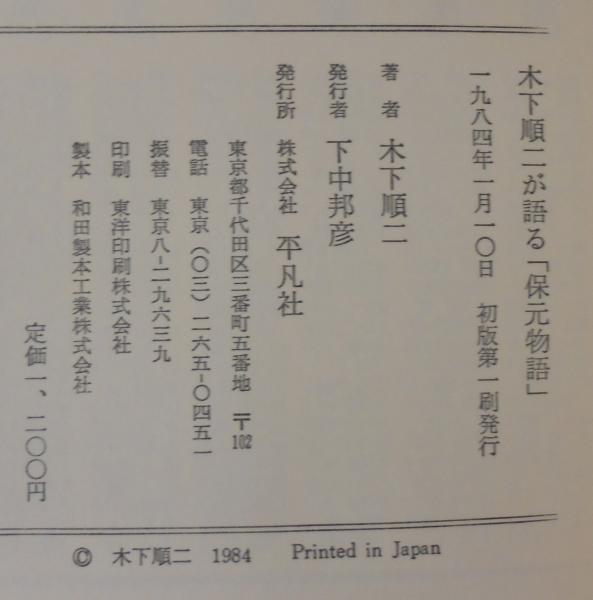 木下順二が語る「保元物語」
一九八四年一月一〇日　初版第一刷発行
著　者　木下順二
発行者　下中邦彦
発行所　株式会社　平凡社
東京都千代田区三番町五番地　〒102
電話　東京(〇三)二六五-〇四五一
振替　東京八-二九六三九
印刷　東洋印刷株式会社
製本　和田製本工業株式会社
定価一、二〇〇円
© 木下順二 1984 Printed in Japan